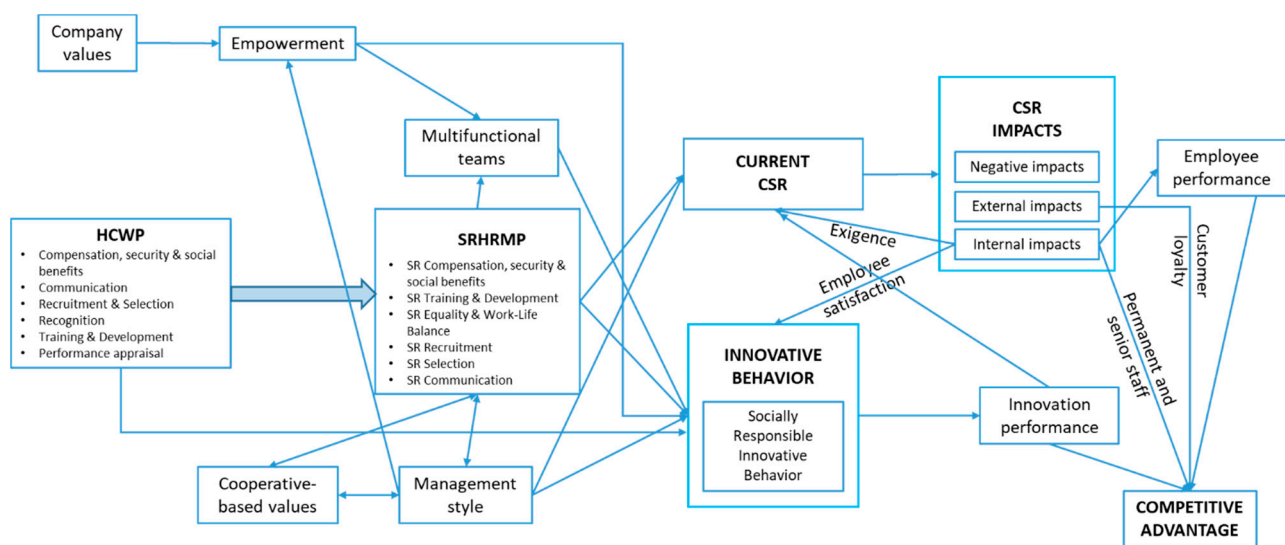 Company
values
Empowerment
Multifunctional
teams
HCWP
• Compensation, security & social
benefits
• Communication
• Recruitment & Selection
• Recognition
• Training & Development
• Performance appraisal
SRHRMP
• SR Compensation, security &
social benefits
• SR Training & Development
• SR Equality & Work-Life
Balance
• SR Recruitment
• SR Selection
• SR Communication
Cooperative-
based values
Management
style
CURRENT
CSR
CSR
IMPACTS
Negative impacts
External impacts
Internal impacts
Employee
performance
Exigence
Employee
satisfaction
Customer
loyalty
Permanent and
senior staff
INNOVATIVE
BEHAVIOR
Socially
Responsible
Innovative
Behavior
Innovation
performance
COMPETITIVE
ADVANTAGE